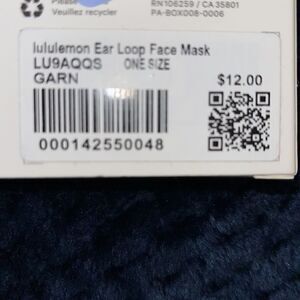 Please
Veuillez recycler
RN106259 / CA35801
PA-BOX008-0006
lululemon Ear Loop Face Mask
LU9AQQS ONE SIZE
GARN $12.00
000142550048